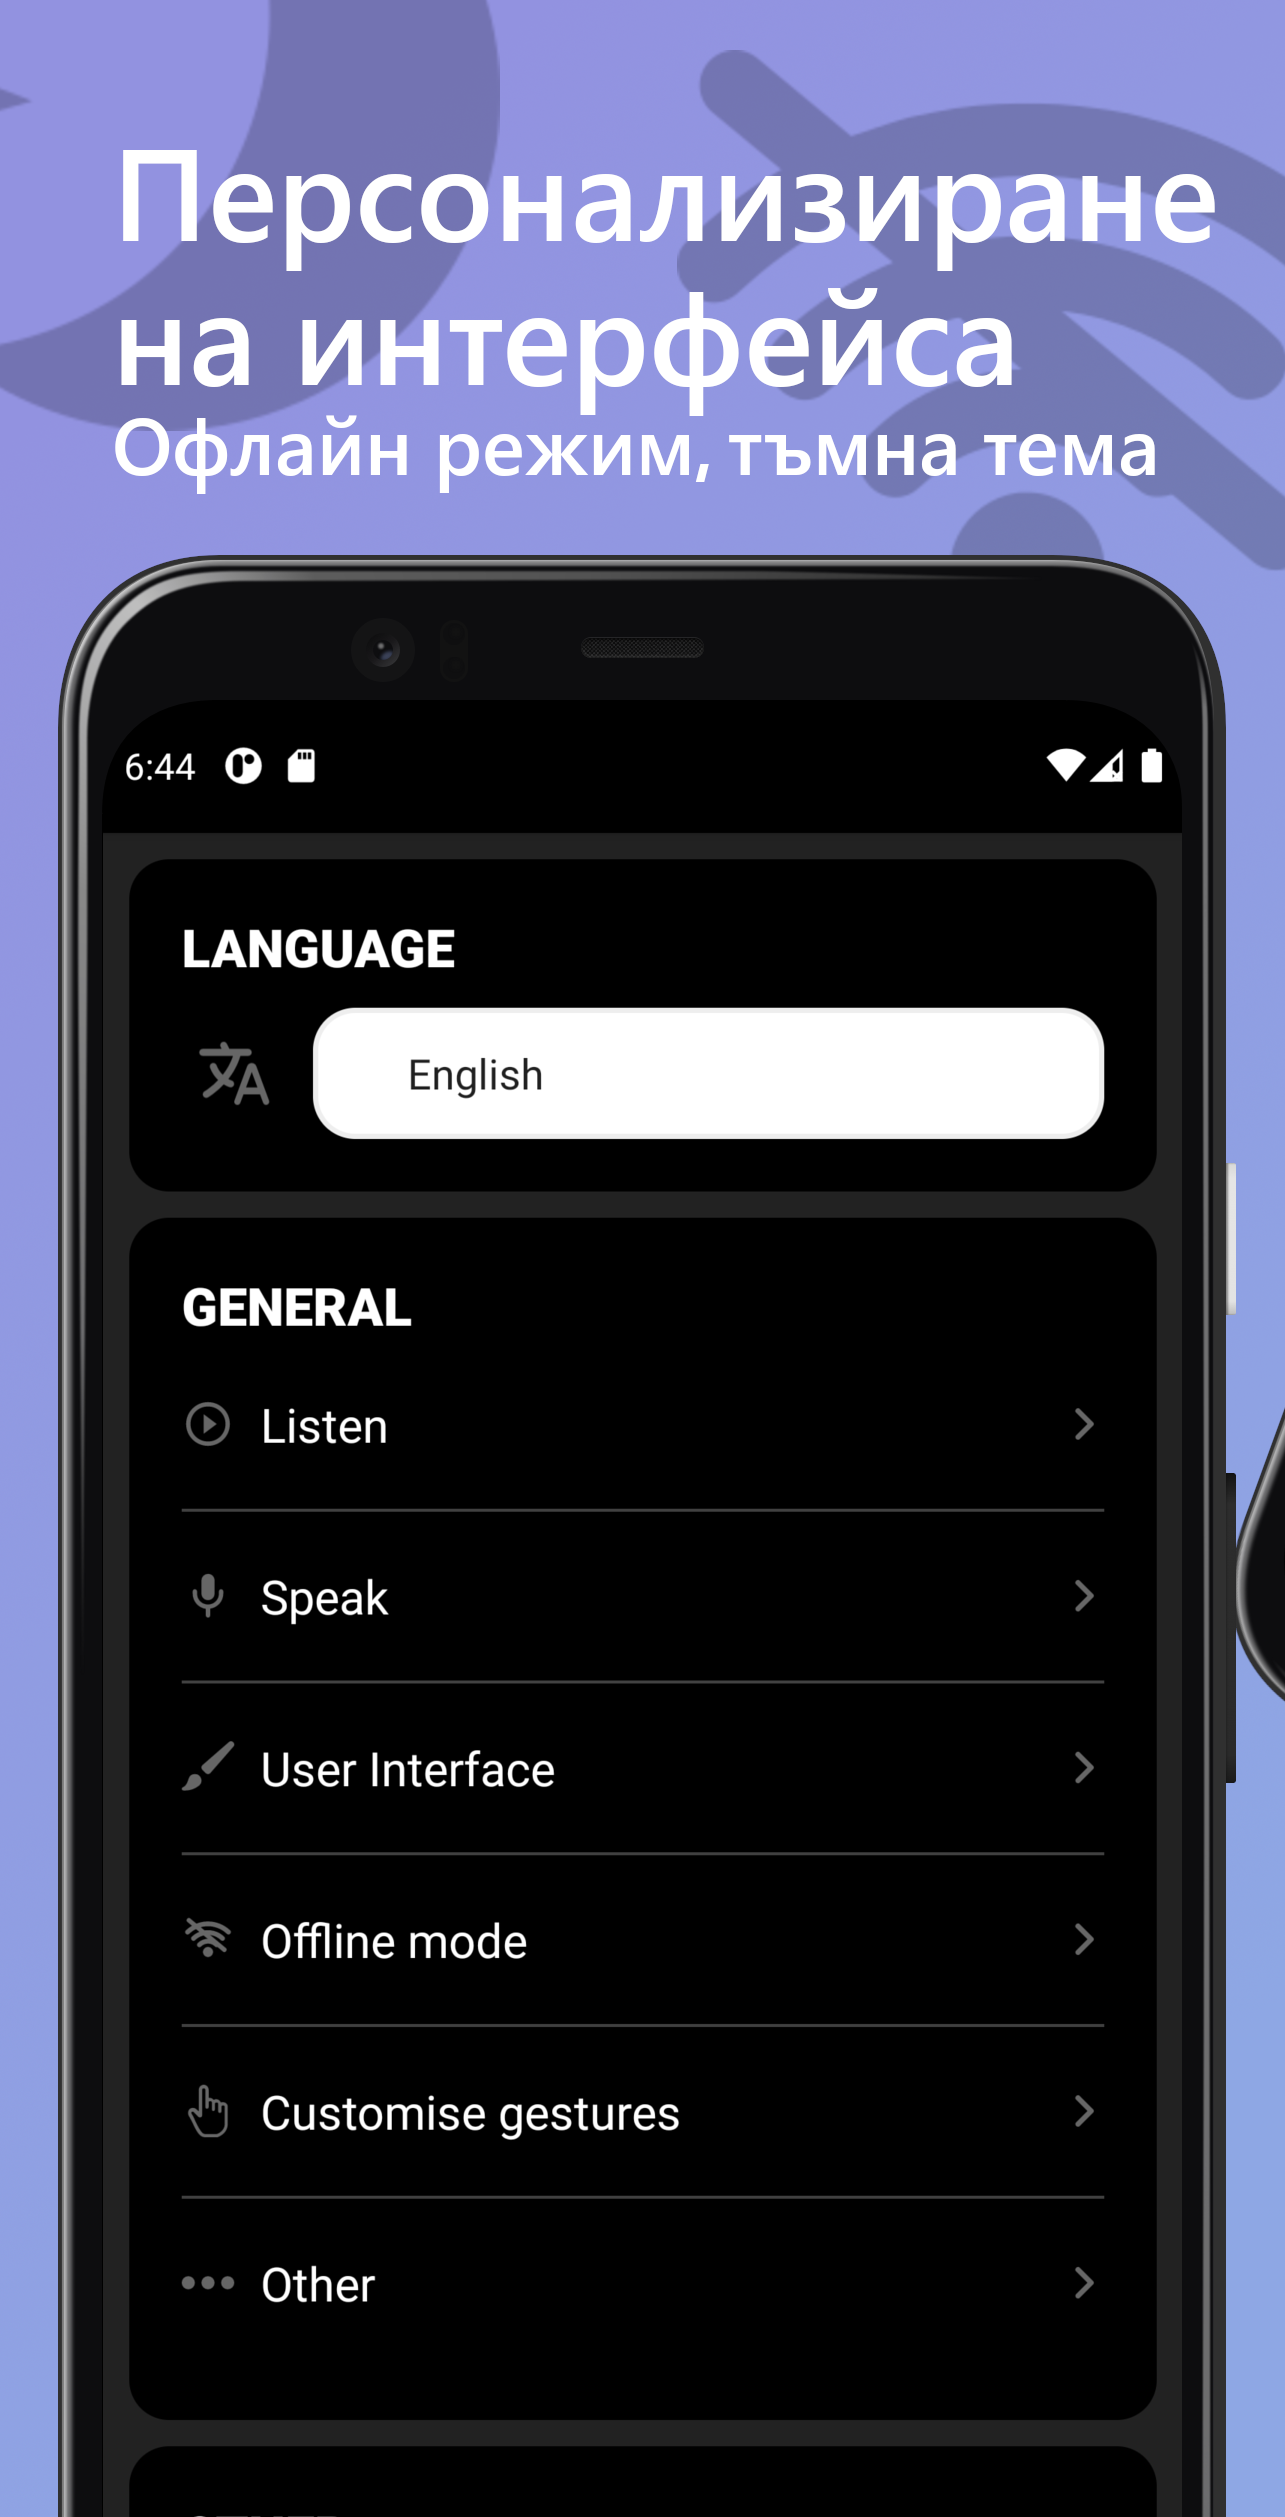 Персонализиране
на интерфейса
Офлайн режим, тъмна тема
6:44
LANGUAGE
English
GENERAL
Listen
Speak
User Interface
Offline mode
Customise gestures
Other